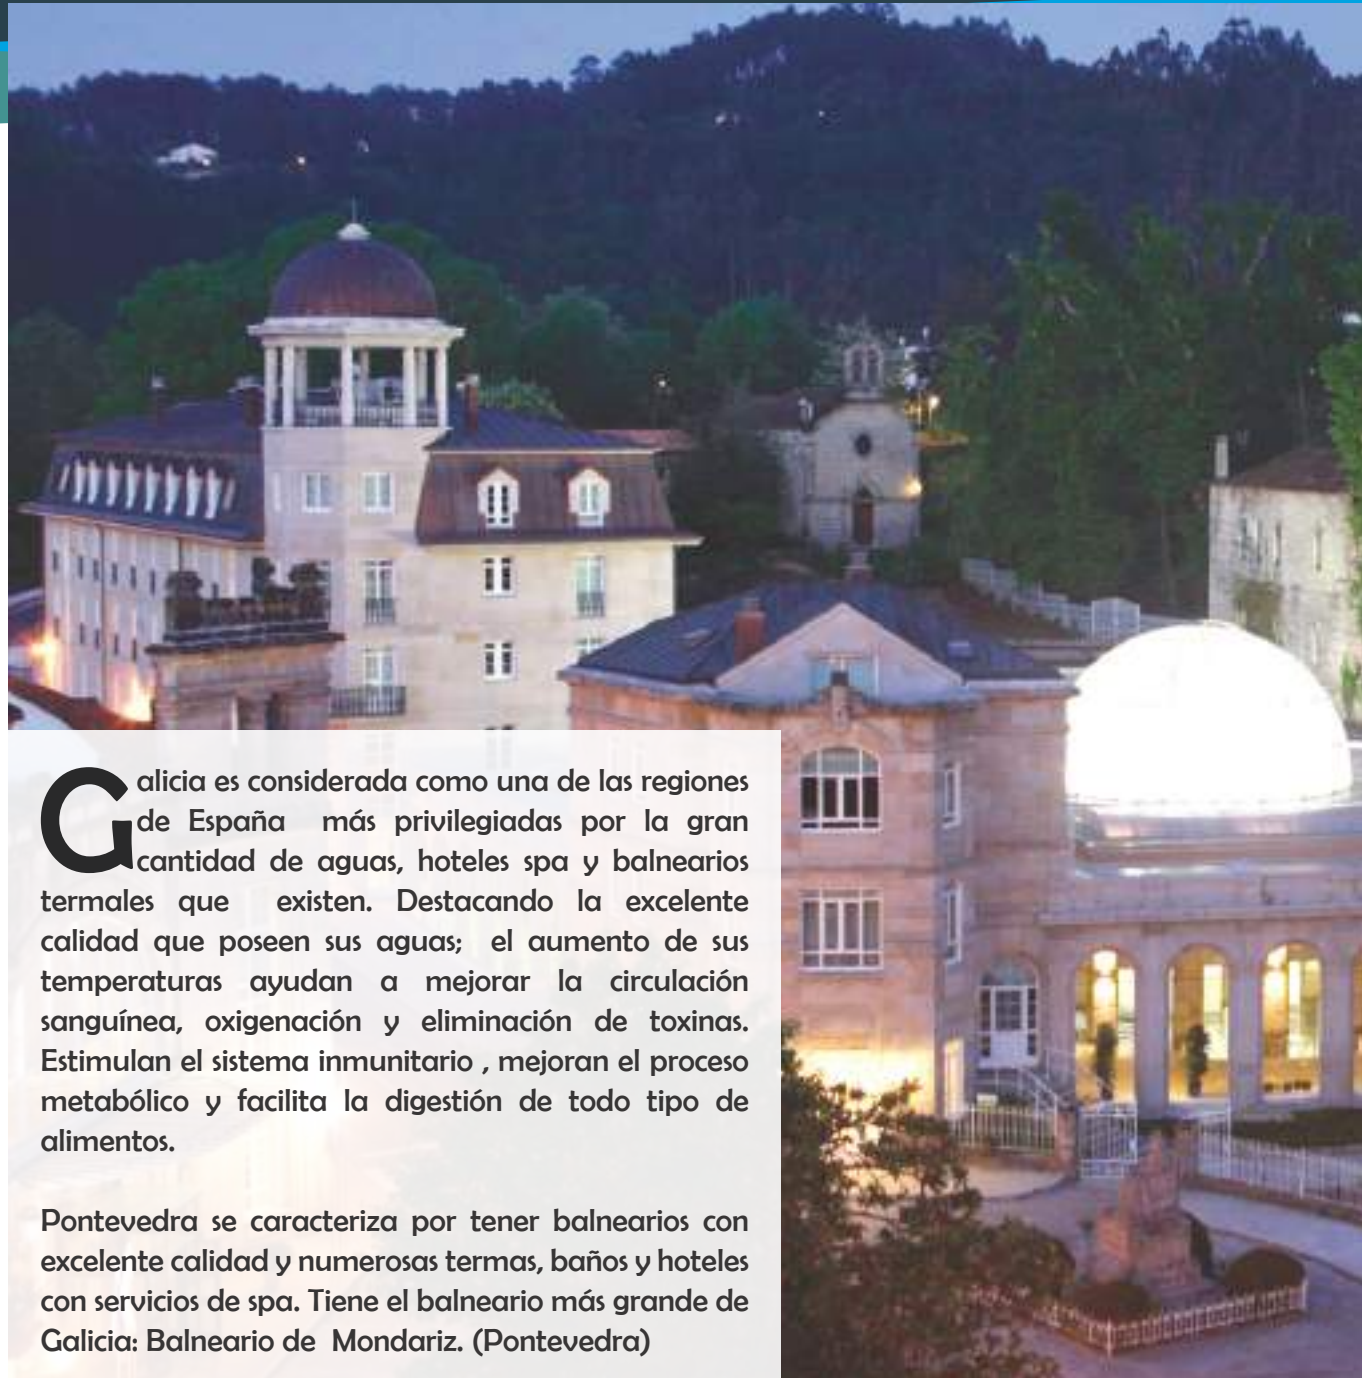 Galicia es considerada como una de las regiones
de España más privilegiadas por la gran
cantidad de aguas, hoteles spa y balnearios
termales que existen. Destacando la excelente
calidad que poseen sus aguas; el aumento de sus
temperaturas ayudan a mejorar la circulación
sanguínea, oxigenación y eliminación de toxinas.
Estimulan el sistema inmunitario , mejoran el proceso
metabólico y facilita la digestión de todo tipo de
alimentos.
Pontevedra se caracteriza por tener balnearios con
excelente calidad y numerosas termas, baños y hoteles
con servicios de spa. Tiene el balneario más grande de
Galicia: Balneario de Mondariz. (Pontevedra)